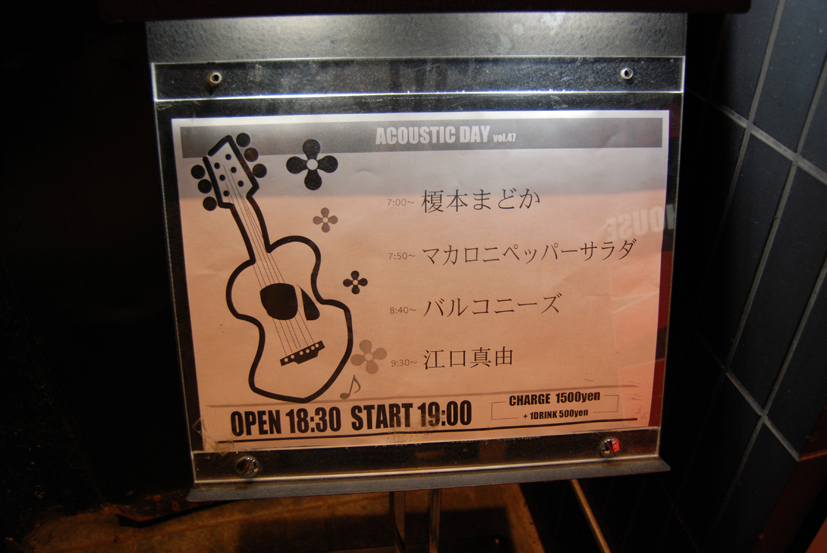 ACOUSTIC DAY vol.47
7:00~ 榎本まどか
7:50~ マカロニペッパーサラダ
8:40~ バルコニーズ
9:30~ 江口真由
OPEN 18:30 START 19:00
CHARGE 1500yen
+ 1DRINK 500yen
HOUSE